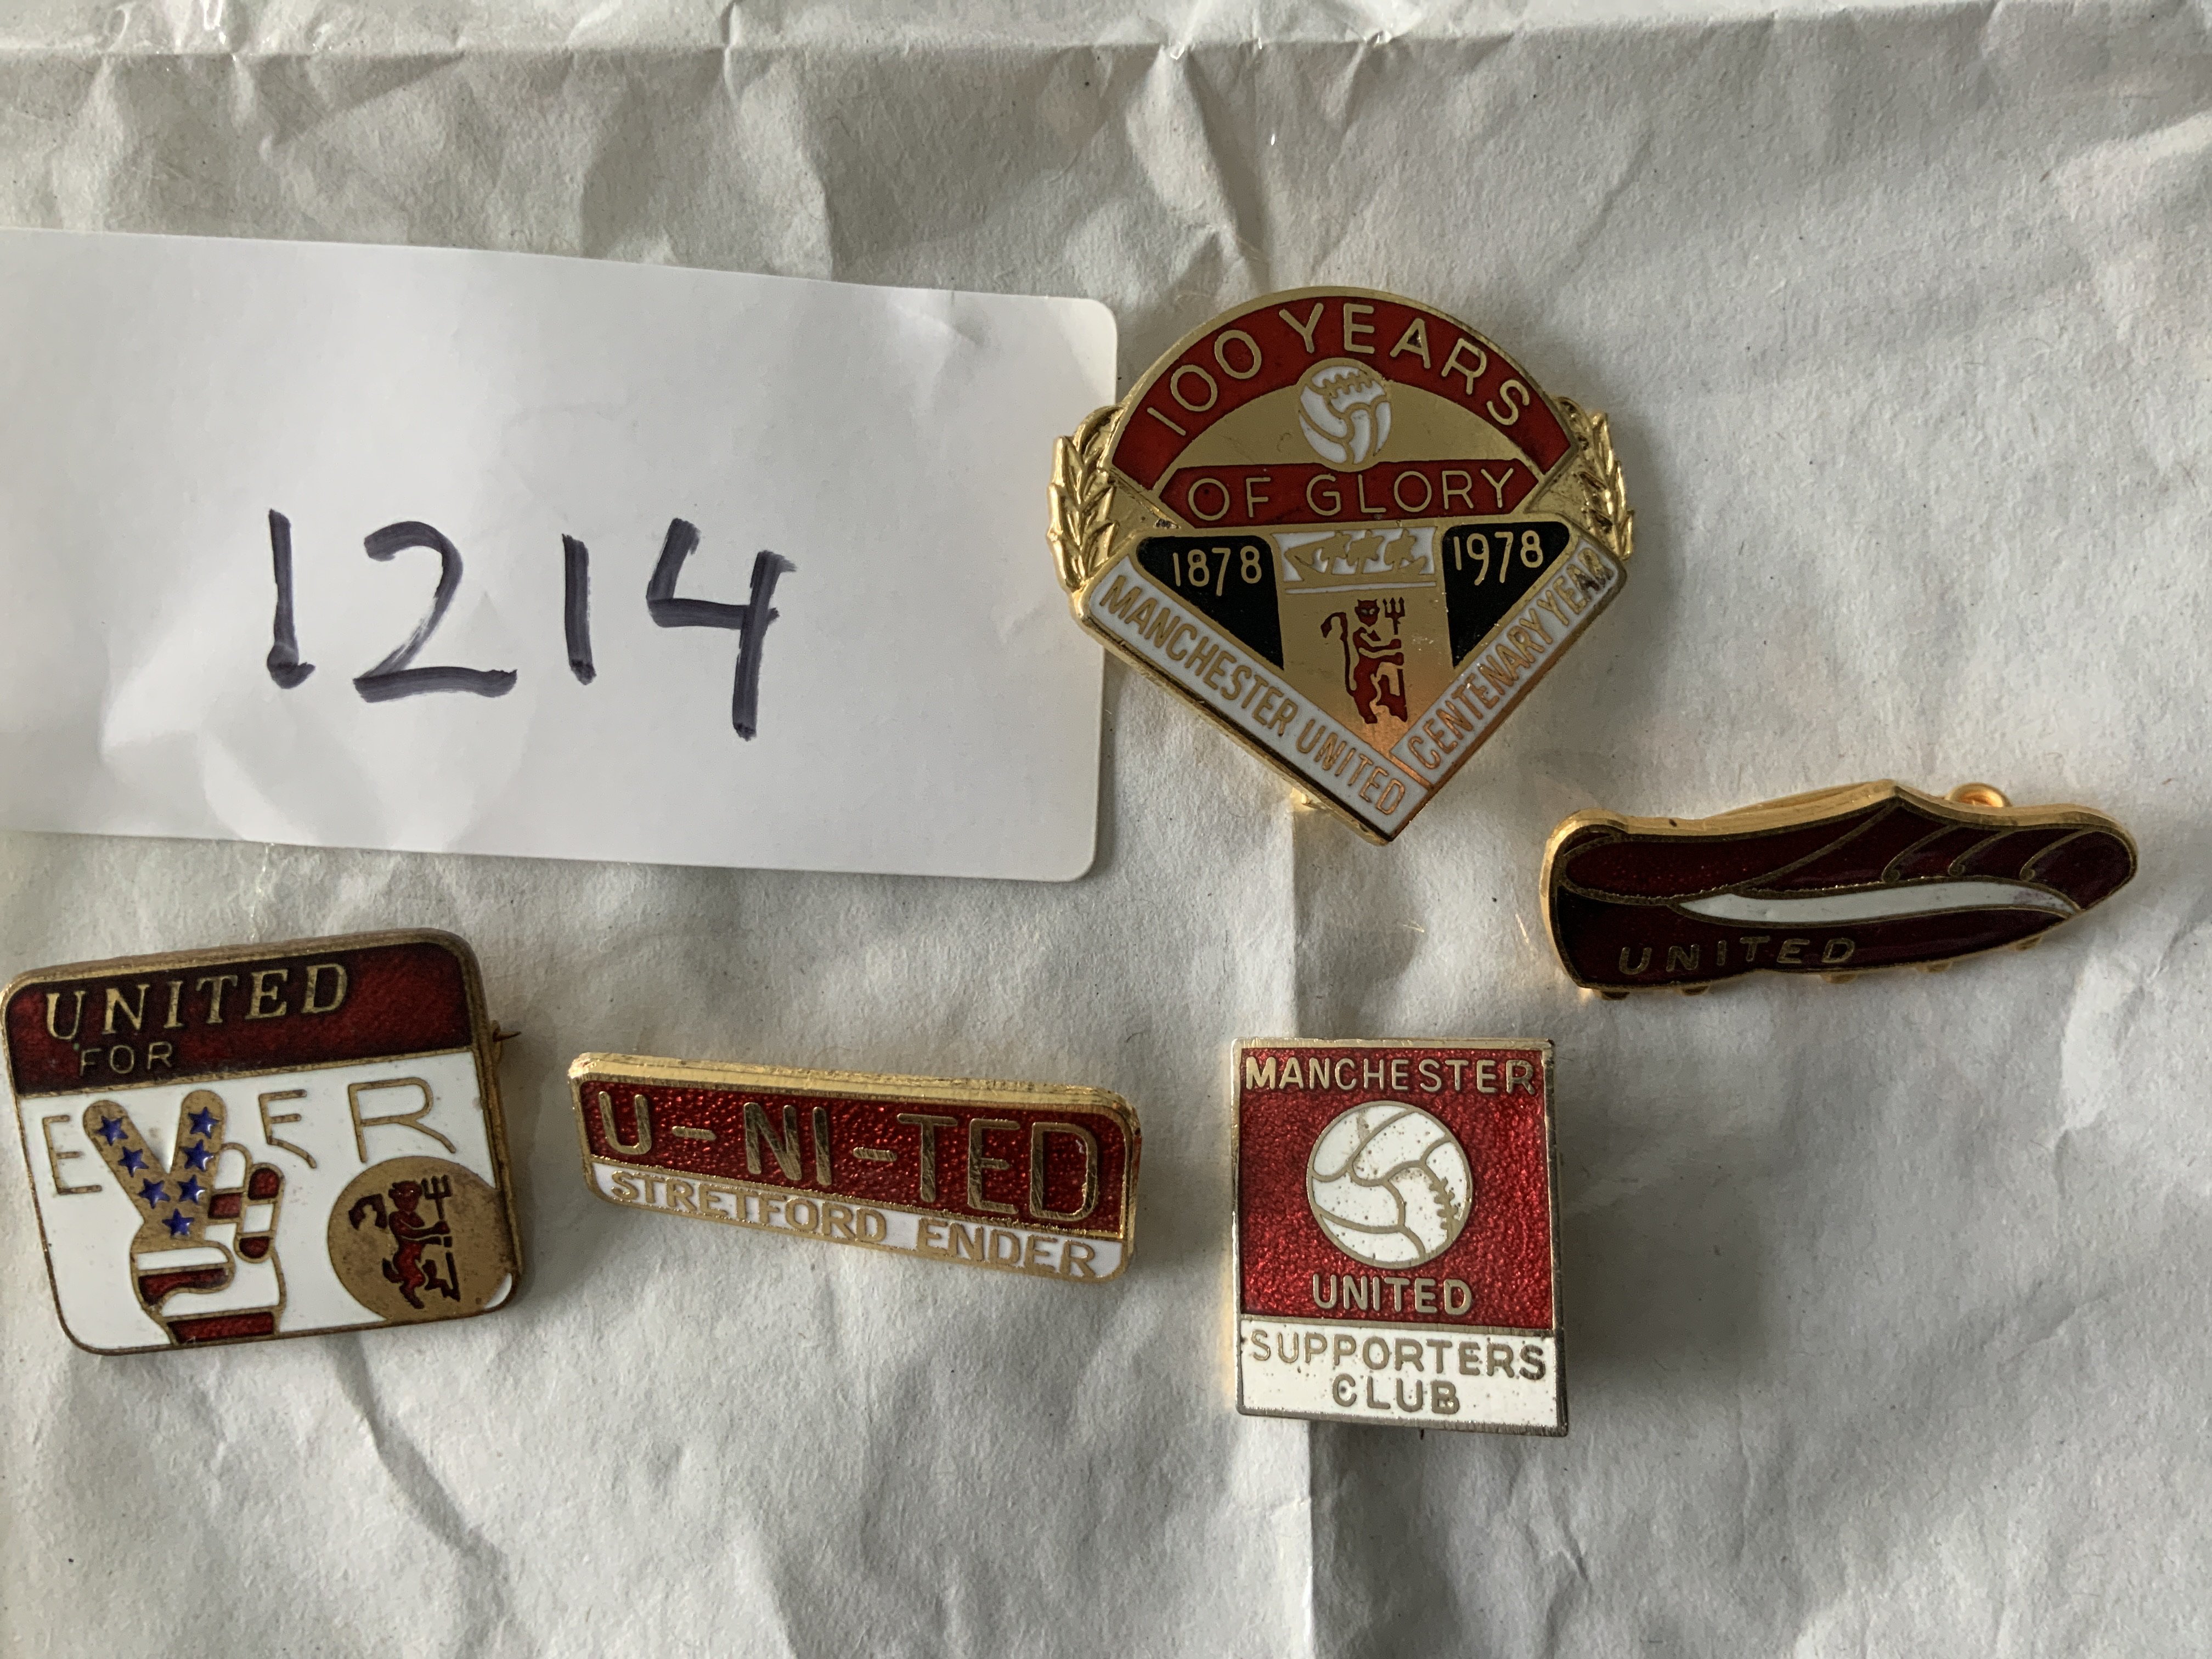 1214
100 YEARS
OF GLORY
1878 1978
MANCHESTER UNITED
CENTENARY YEAR
UNITED
UNITED
FOR
EVER
U-NI-TED
STRETFORD ENDER
MANCHESTER
UNITED
SUPPORTERS
CLUB